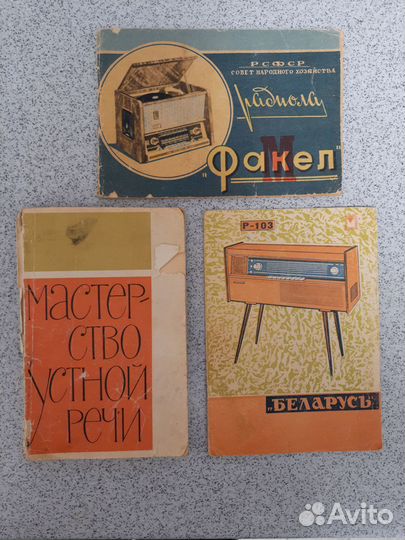 РСФСР
СОВЕТ НАРОДНОГО ХОЗЯЙСТВА
радиола
"Факел"
М
МАСТЕР-
СТВО
УСТНОЙ
РЕЧИ
Р-103
"БЕЛАРУСЬ"
Avito